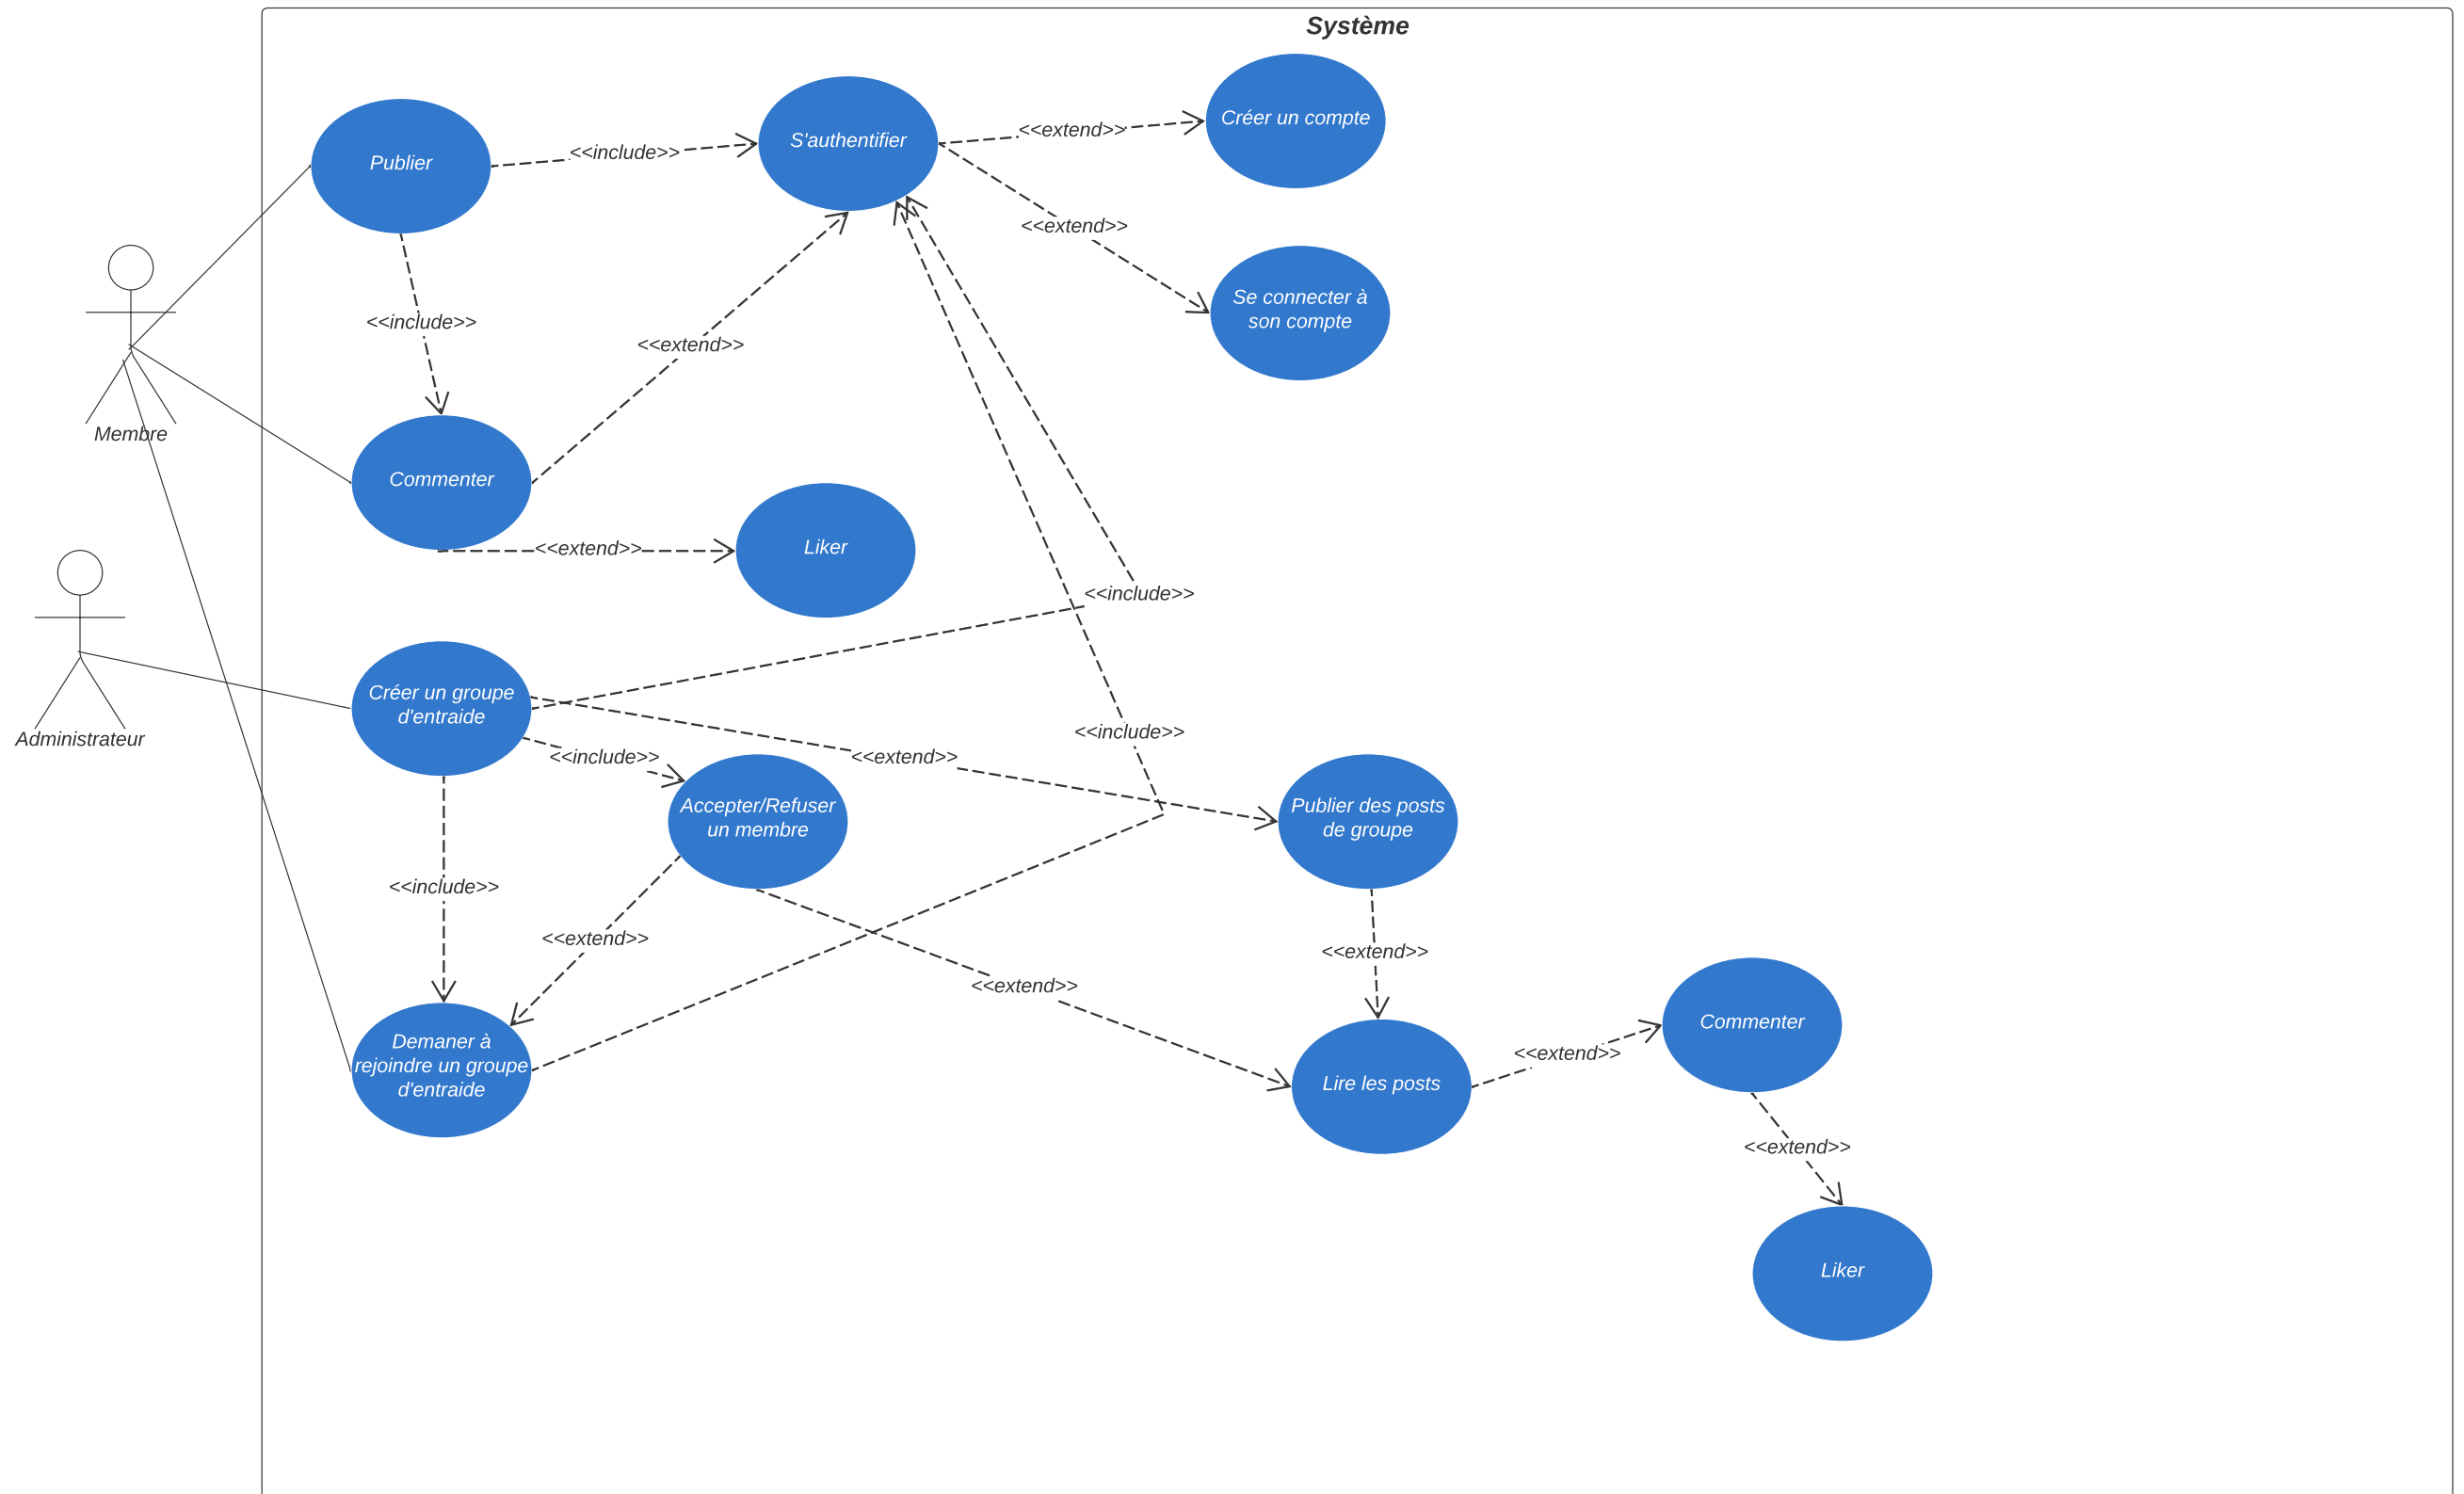 Système
Créer un compte
S'authentifier
<<extend>>
<<include>>
Publier
<<extend>>
Se connecter à
son compte
<<include>>
<<extend>>
Membre
Commenter
<<extend>>
Liker
<<include>>
Créer un groupe
d'entraide
<<include>>
Administrateur
<<include>>
<<extend>>
Accepter/Refuser
un membre
Publier des posts
de groupe
<<include>>
<<extend>>
<<extend>>
<<extend>>
Demaner à
rejoindre un groupe
d'entraide
Commenter
<<extend>>
Lire les posts
<<extend>>
Liker